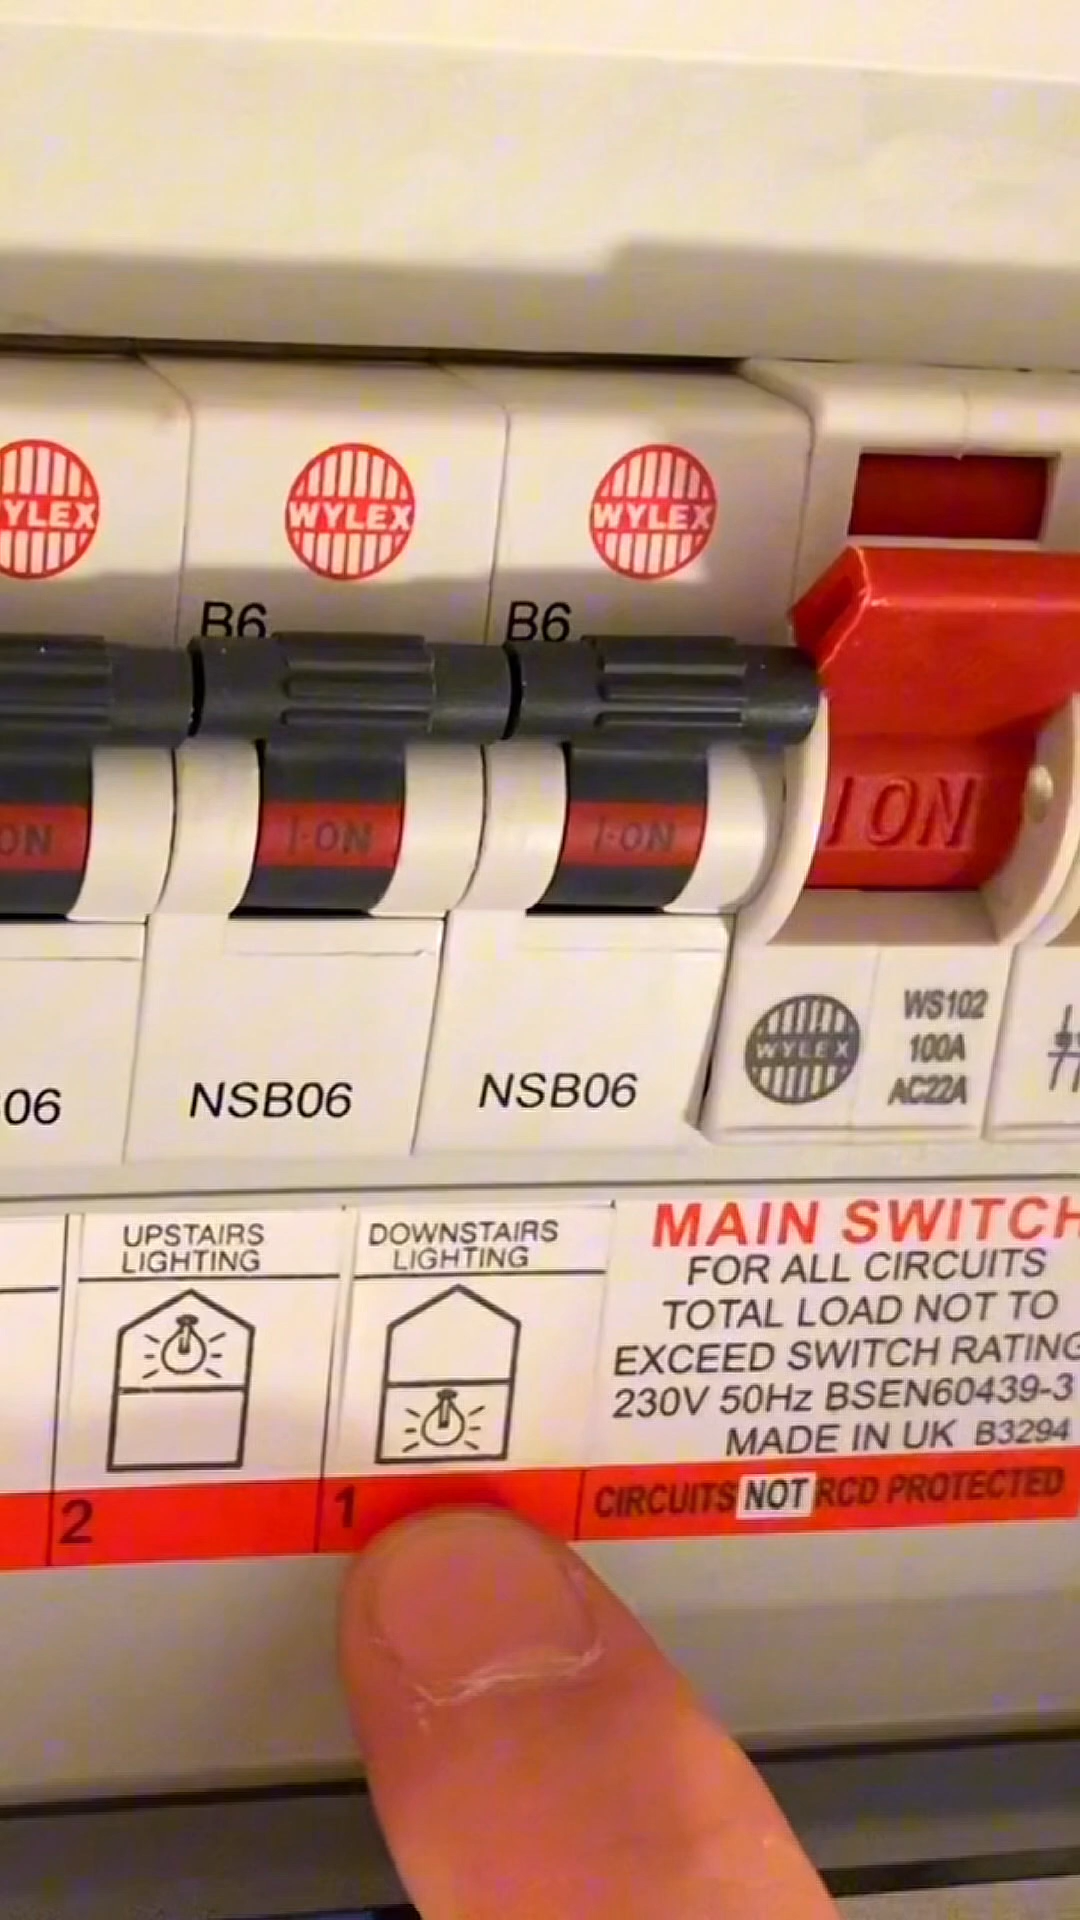 WYLEX
WYLEX
B6
B6
I-ON
I-ON
I ON
ON
WYLEX
WS102
100A
AC22A
06
NSB06
NSB06
UPSTAIRS
LIGHTING
DOWNSTAIRS
LIGHTING
MAIN SWITCH
FOR ALL CIRCUITS
TOTAL LOAD NOT TO
EXCEED SWITCH RATING
230V 50Hz BSEN60439-3
MADE IN UK B3294
2
1
CIRCUITS NOT RCD PROTECTED